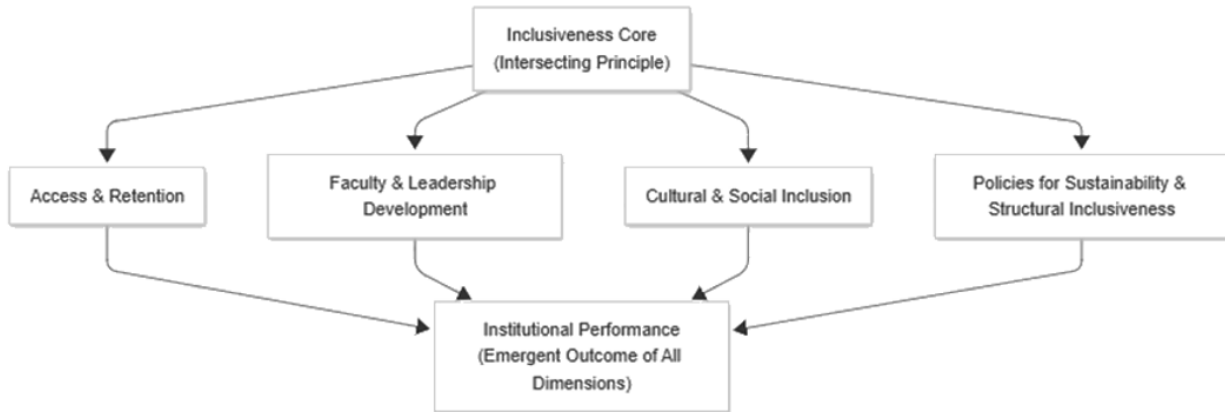 Inclusiveness Core
(Intersecting Principle)
Access & Retention
Faculty & Leadership
Development
Cultural & Social Inclusion
Policies for Sustainability &
Structural Inclusiveness
Institutional Performance
(Emergent Outcome of All
Dimensions)